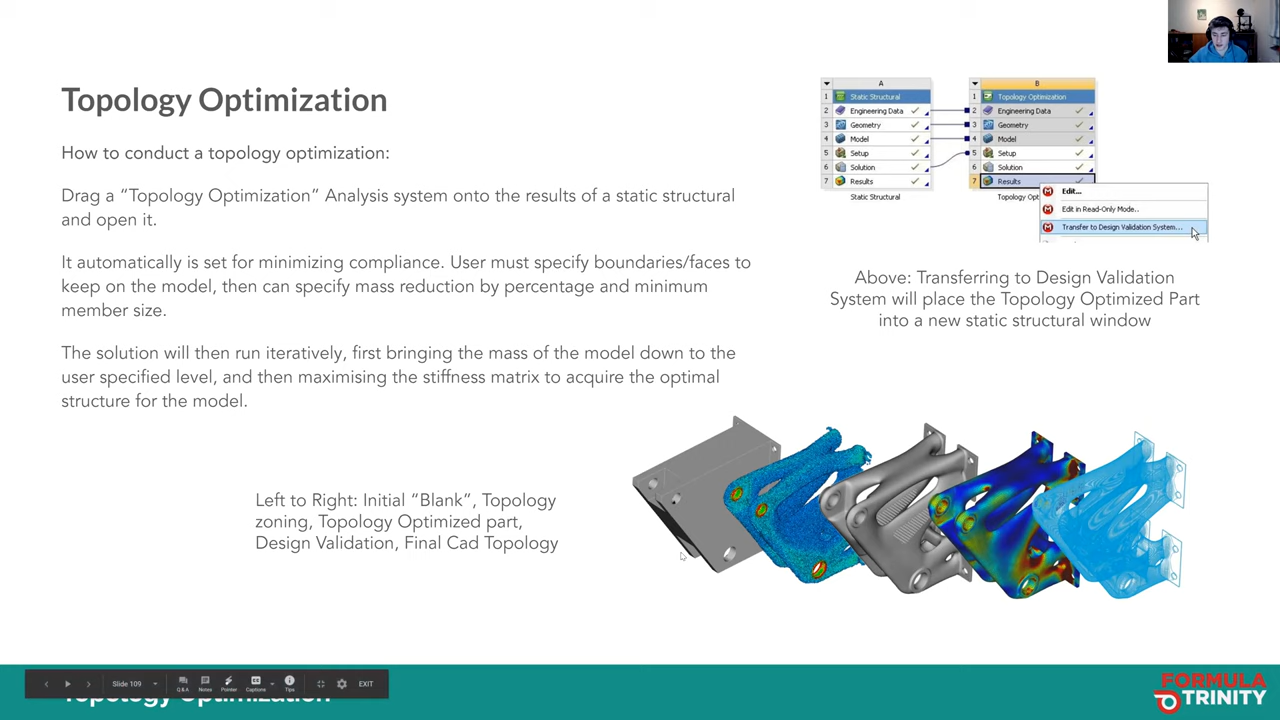 Topology Optimization
How to conduct a topology optimization:
Drag a "Topology Optimization" Analysis system onto the results of a static structural
and open it.
It automatically is set for minimizing compliance. User must specify boundaries/faces to
keep on the model, then can specify mass reduction by percentage and minimum
member size.
The solution will then run iteratively, first bringing the mass of the model down to the
user specified level, and then maximising the stiffness matrix to acquire the optimal
structure for the model.
A
1 Static Structural
2 Engineering Data
3 Geometry
4 Model
5 Setup
6 Solution
7 Results
Static Structural
B
1 Topology Optimization
2 Engineering Data
3 Geometry
4 Model
5 Setup
6 Solution
7 Results
Topology Opt
Edit...
Edit in Read-Only Mode..
Transfer to Design Validation System...
Above: Transferring to Design Validation
System will place the Topology Optimized Part
into a new static structural window
Left to Right: Initial "Blank", Topology
zoning, Topology Optimized part,
Design Validation, Final Cad Topology
Slide 109
Q&A
Notes
Pointer
Captions
Tips
EXIT
Topology Optimization
FORMULA
TRINITY